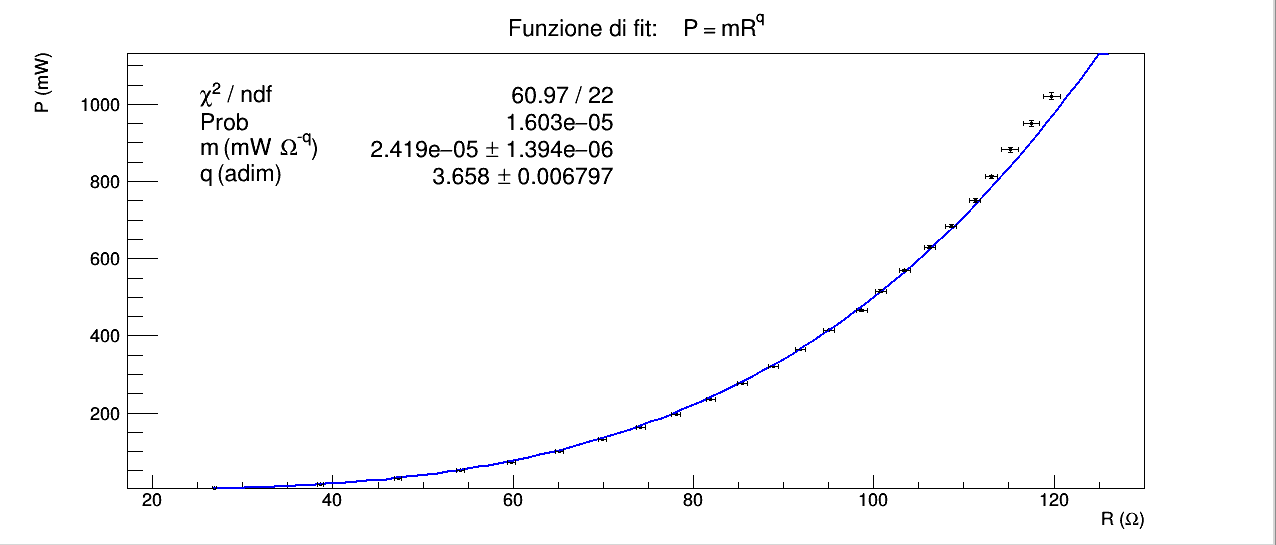 Funzione di fit: P = mR^q
P (mW)
χ² / ndf 60.97 / 22
Prob 1.603e−05
m (mW Ω^-q) 2.419e−05 ± 1.394e−06
q (adim) 3.658 ± 0.006797
1000
800
600
400
200
20 40 60 80 100 120
R (Ω)